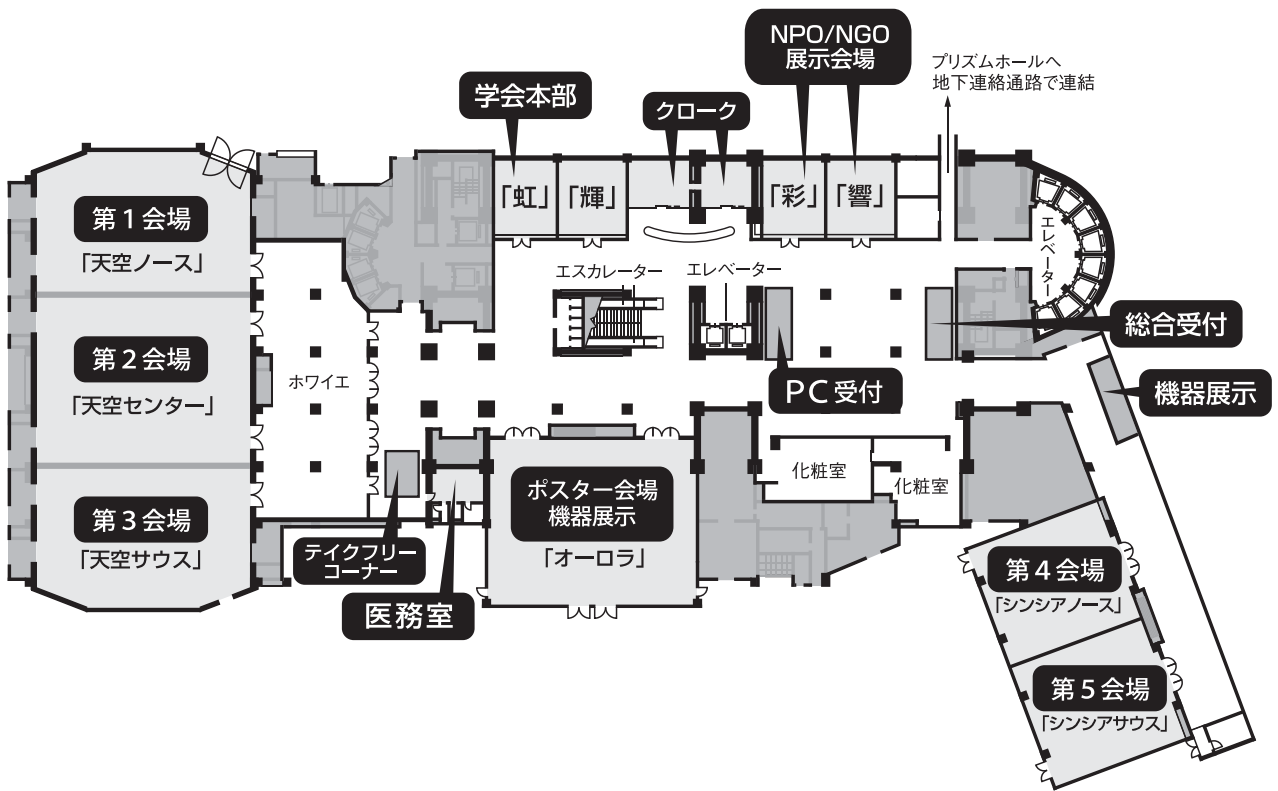 NPO/NGO
展示会場
プリズムホールへ
地下連絡通路で連結
学会本部
クローク
「虹」
「輝」
「彩」
「響」
第1会場
「天空ノース」
エスカレーター
エレベーター
エレベーター
総合受付
第2会場
「天空センター」
ホワイエ
PC受付
機器展示
ポスター会場
機器展示
「オーロラ」
化粧室
化粧室
第3会場
「天空サウス」
テイクフリー
コーナー
医務室
第4会場
「シンシアノース」
第5会場
「シンシアサウス」